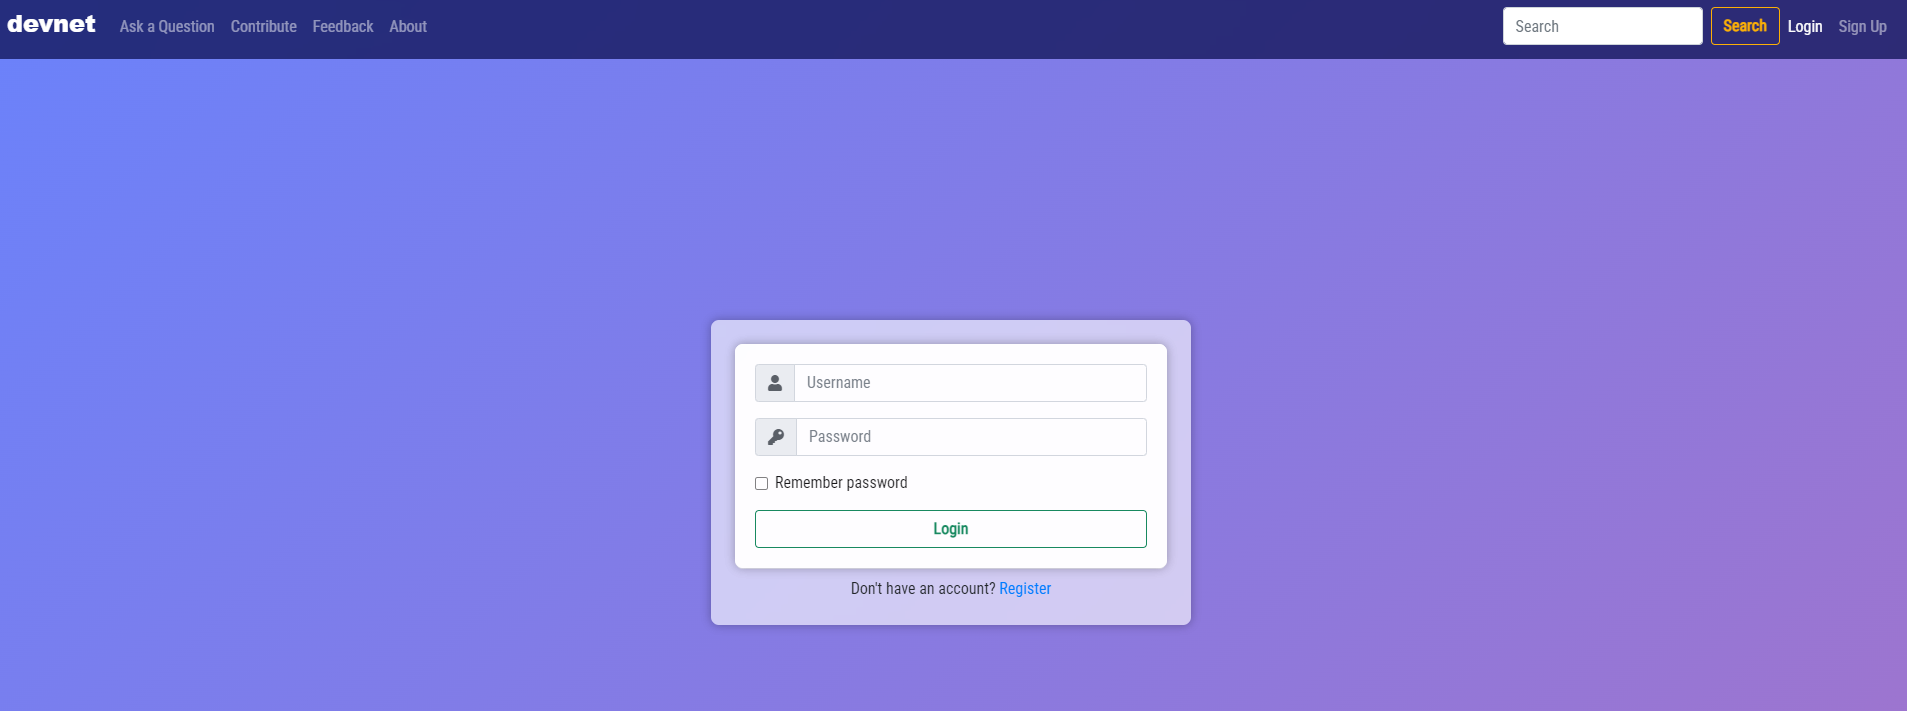 devnet Ask a Question Contribute Feedback About Search Search Login Sign Up
Username
Password
Remember password
Login
Don't have an account? Register